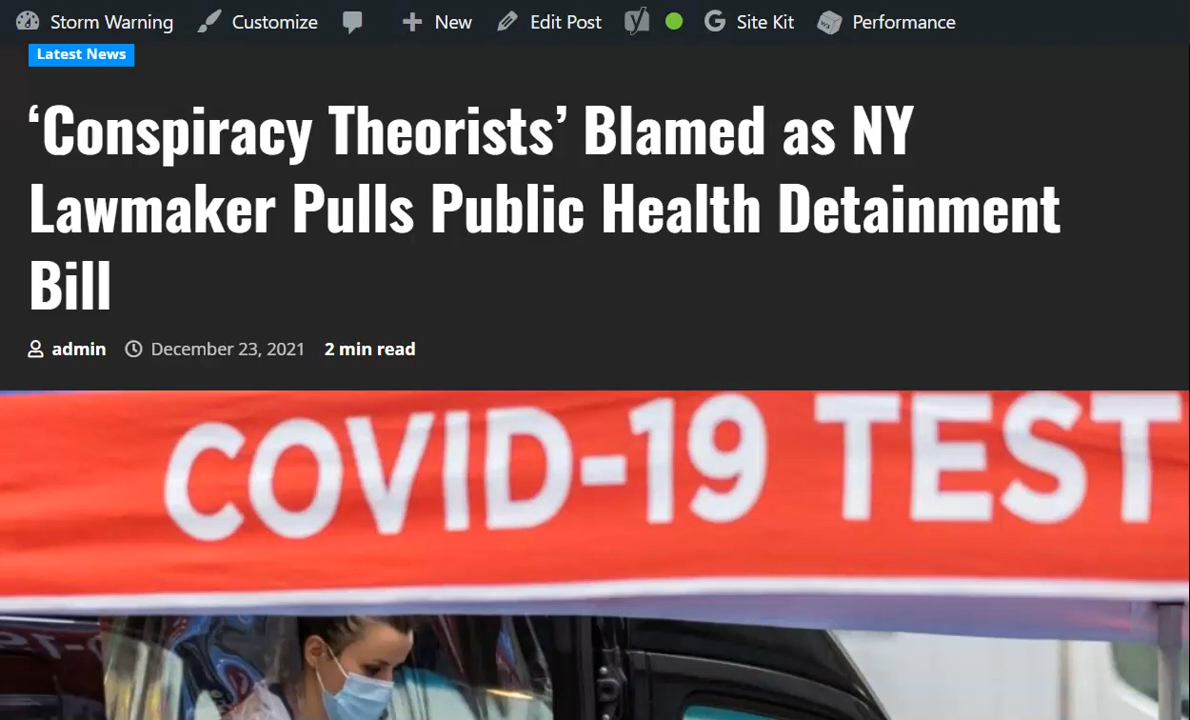 Storm Warning Customize New Edit Post Site Kit Performance
Latest News
‘Conspiracy Theorists’ Blamed as NY
Lawmaker Pulls Public Health Detainment
Bill
admin December 23, 2021 2 min read
COVID-19 TEST